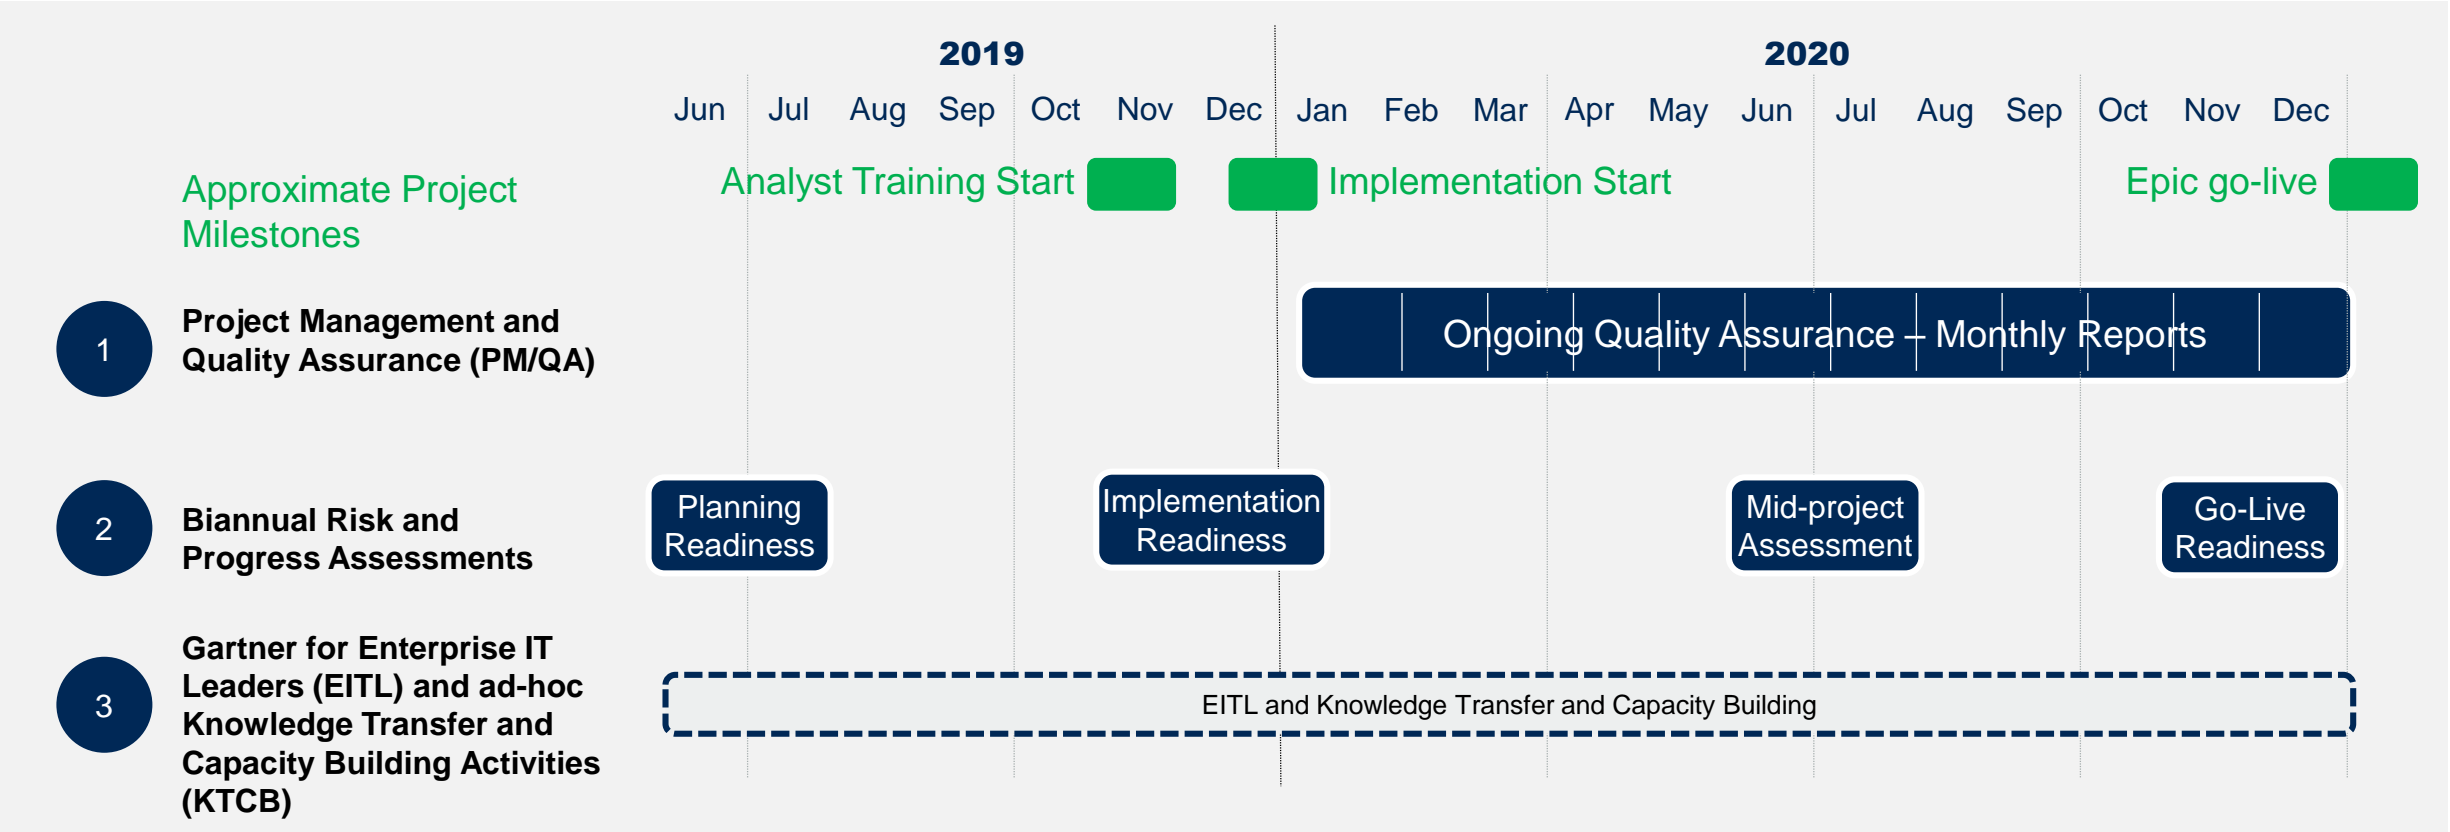 2019
2020
Jun Jul Aug Sep Oct Nov Dec Jan Feb Mar Apr May Jun Jul Aug Sep Oct Nov Dec
Approximate Project
Milestones
Analyst Training Start
Implementation Start
Epic go-live
1
Project Management and
Quality Assurance (PM/QA)
Ongoing Quality Assurance – Monthly Reports
2
Biannual Risk and
Progress Assessments
Planning
Readiness
Implementation
Readiness
Mid-project
Assessment
Go-Live
Readiness
3
Gartner for Enterprise IT
Leaders (EITL) and ad-hoc
Knowledge Transfer and
Capacity Building Activities
(KTCB)
EITL and Knowledge Transfer and Capacity Building